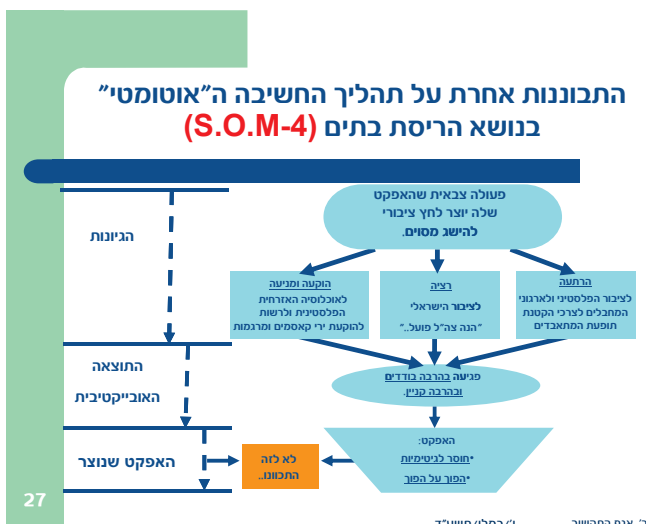 התבוננות אחרת על תהליך החשיבה ה"אוטומטי"
בנושא הריסת בתים (S.O.M-4)
פעולה צבאית שהאפקט
שלה יוצר לחץ ציבורי
להישג מסוים.
הגיונות
הרתעה
לציבור הפלסטיני ולארגוני
המחבלים לצרכי הקטנת
תופעת המתאבדים
רציה
לציבור הישראלי
"הנה צה"ל פועל.."
הוקעה ומניעה
לאוכלוסיה האזרחית
הפלסטינית ולרשות
להוקעת ירי קאסמים ומרגמות
התוצאה
האובייקטיבית
פגיעה בהרבה בודדים
ובהרבה קניין.
האפקט:
*חוסר לגיטימיות
*הפוך על הפוך
לא לזה
התכוונו..
האפקט שנוצר
27